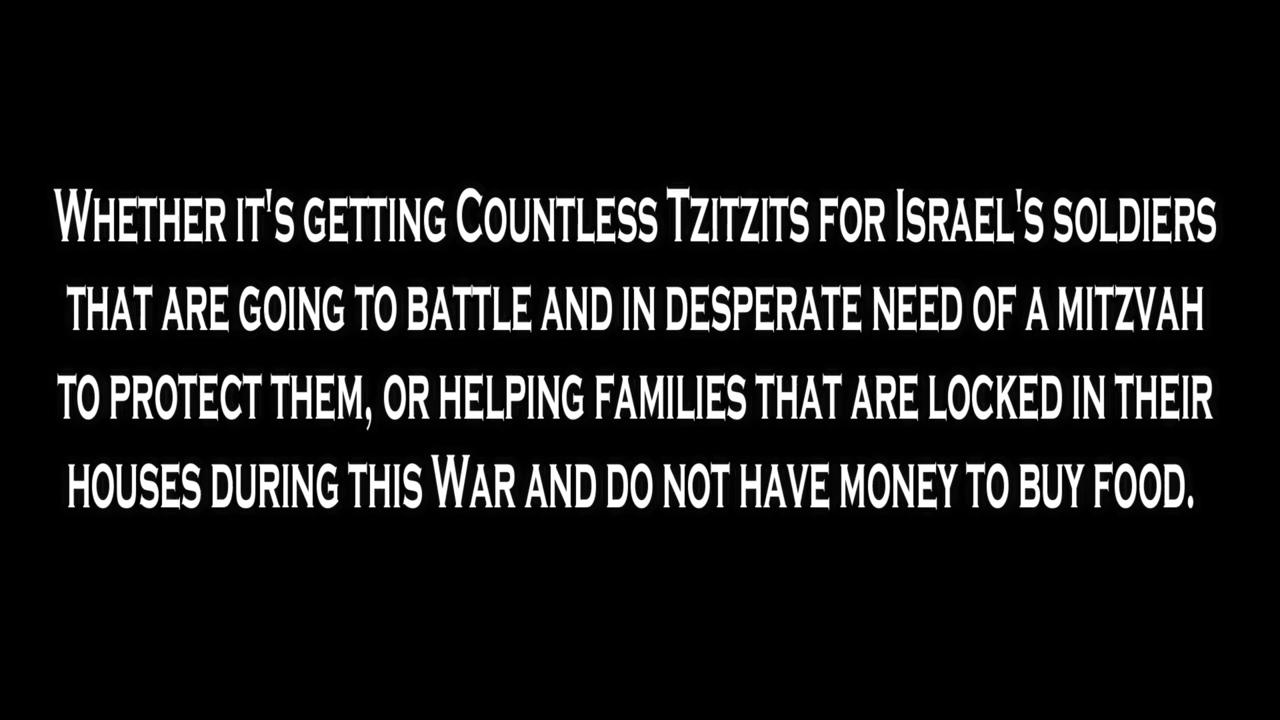 Whether it's getting Countless Tzitzits for Israel's soldiers
that are going to battle and in desperate need of a mitzvah
to protect them, or helping families that are locked in their
houses during this War and do not have money to buy food.